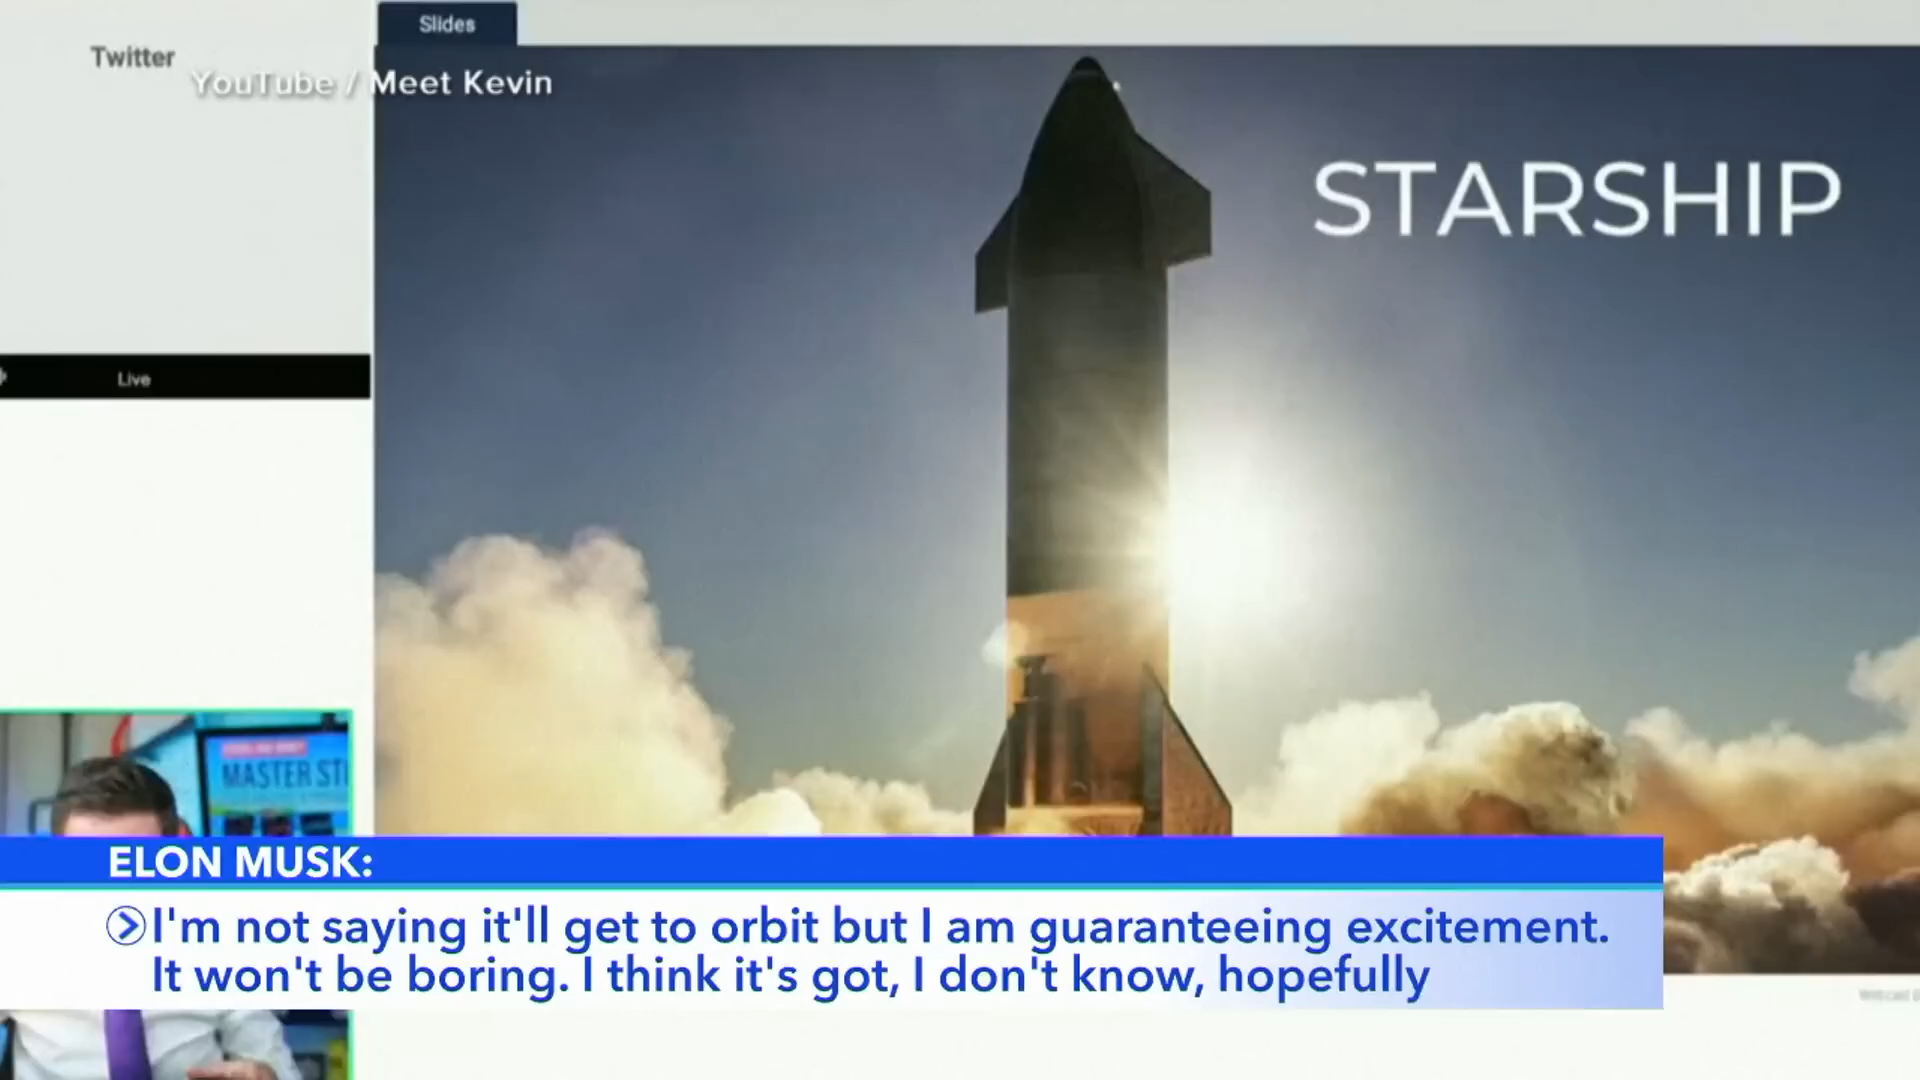 Slides
Twitter
YouTube / Meet Kevin
STARSHIP
Live
MASTER
ELON MUSK:
I'm not saying it'll get to orbit but I am guaranteeing excitement.
It won't be boring. I think it's got, I don't know, hopefully